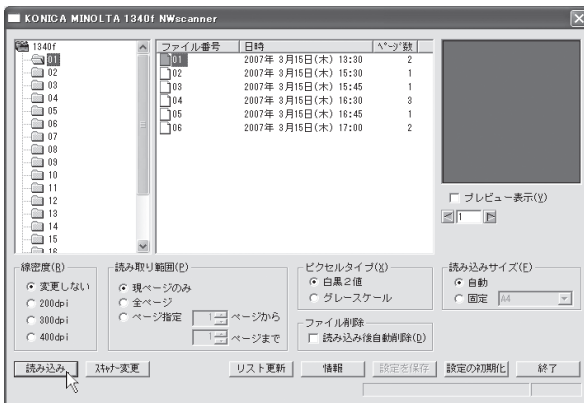 KONICA MINOLTA 1340f NWscanner
1340f
01
02
03
04
05
06
07
08
09
10
11
12
13
14
15
16
ファイル番号 日時 ページ数
01 2007年 3月15日(木) 13:30 2
02 2007年 3月15日(木) 15:30 1
03 2007年 3月15日(木) 15:45 1
04 2007年 3月15日(木) 16:30 3
05 2007年 3月15日(木) 16:45 1
06 2007年 3月15日(木) 17:00 2
プレビュー表示(V)
1
線密度(R)
変更しない
200dpi
300dpi
400dpi
読み取り範囲(P)
現ページのみ
全ページ
ページ指定 1 ページから
1 ページまで
ピクセルタイプ(X)
白黒2値
グレースケール
ファイル削除
読み込み後自動削除(D)
読み込みサイズ(F)
自動
固定 A4
読み込み スキャナー変更 リスト更新 情報 設定を保存 設定の初期化 終了